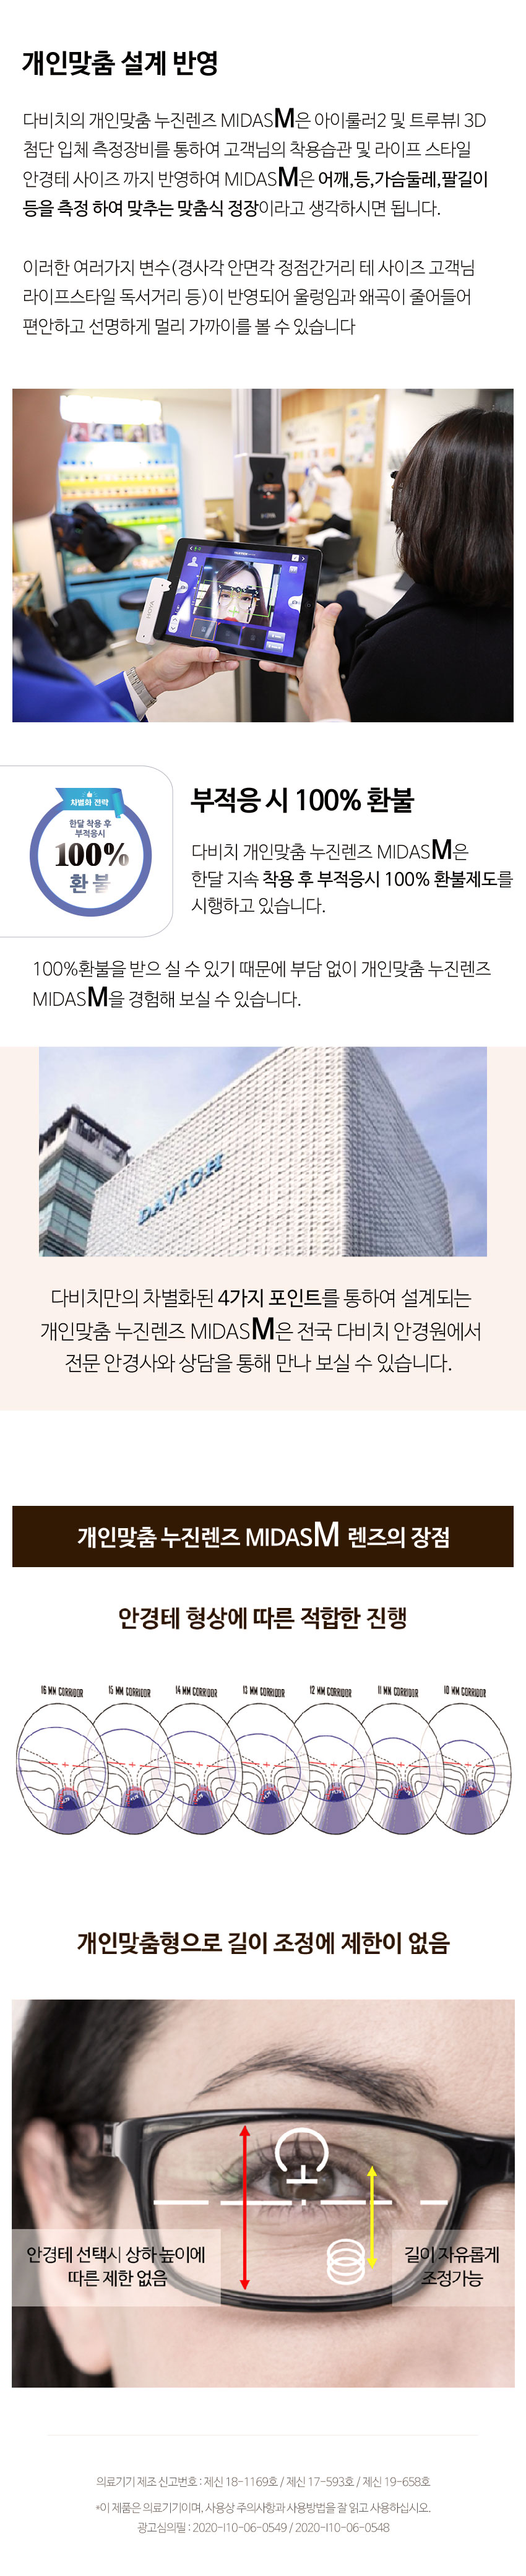 개인맞춤 설계 반영
다비치의 개인맞춤 누진렌즈 MIDASM은 아이룰러2 및 트루뷰I 3D
첨단 입체 측정장비를 통하여 고객님의 착용습관 및 라이프 스타일
안경테 사이즈 까지 반영하여 MIDASM은 어깨,등,가슴둘레,팔길이
등을 측정 하여 맞추는 맞춤식 정장이라고 생각하시면 됩니다.
이러한 여러가지 변수(경사각 안면각 정점간거리 테 사이즈 고객님
라이프스타일 독서거리 등)이 반영되어 울렁임과 왜곡이 줄어들어
편안하고 선명하게 멀리 가까이를 볼 수 있습니다
차별화 전략
한달 착용 후
부적응시
100%
환불
부적응 시 100% 환불
다비치 개인맞춤 누진렌즈 MIDASM은
한달 지속 착용 후 부적응시 100% 환불제도를
시행하고 있습니다.
100%환불을 받으 실 수 있기 때문에 부담 없이 개인맞춤 누진렌즈
MIDASM을 경험해 보실 수 있습니다.
DAVICH
다비치만의 차별화된 4가지 포인트를 통하여 설계되는
개인맞춤 누진렌즈 MIDASM은 전국 다비치 안경원에서
전문 안경사와 상담을 통해 만나 보실 수 있습니다.
개인맞춤 누진렌즈 MIDASM 렌즈의 장점
안경테 형상에 따른 적합한 진행
16 MM CORRIDOR 15 MM CORRIDOR 14 MM CORRIDOR 13 MM CORRIDOR 12 MM CORRIDOR 11 MM CORRIDOR 10 MM CORRIDOR
개인맞춤형으로 길이 조정에 제한이 없음
안경테 선택시 상하 높이에
따른 제한 없음
길이 자유롭게
조정가능
의료기기 제조 신고번호 : 제신 18-1169호 / 제신 17-593호 / 제신 19-658호
*이 제품은 의료기기이며, 사용상 주의사항과 사용방법을 잘 읽고 사용하십시오.
광고심의필 : 2020-I10-06-0549 / 2020-I10-06-0548